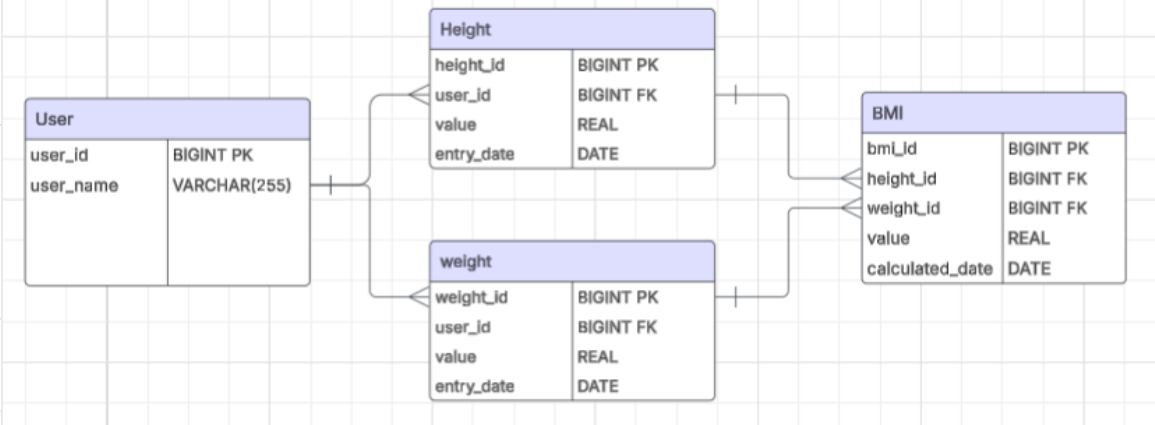 User
user_id BIGINT PK
user_name VARCHAR(255)
Height
height_id BIGINT PK
user_id BIGINT FK
value REAL
entry_date DATE
weight
weight_id BIGINT PK
user_id BIGINT FK
value REAL
entry_date DATE
BMI
bmi_id BIGINT PK
height_id BIGINT FK
weight_id BIGINT FK
value REAL
calculated_date DATE